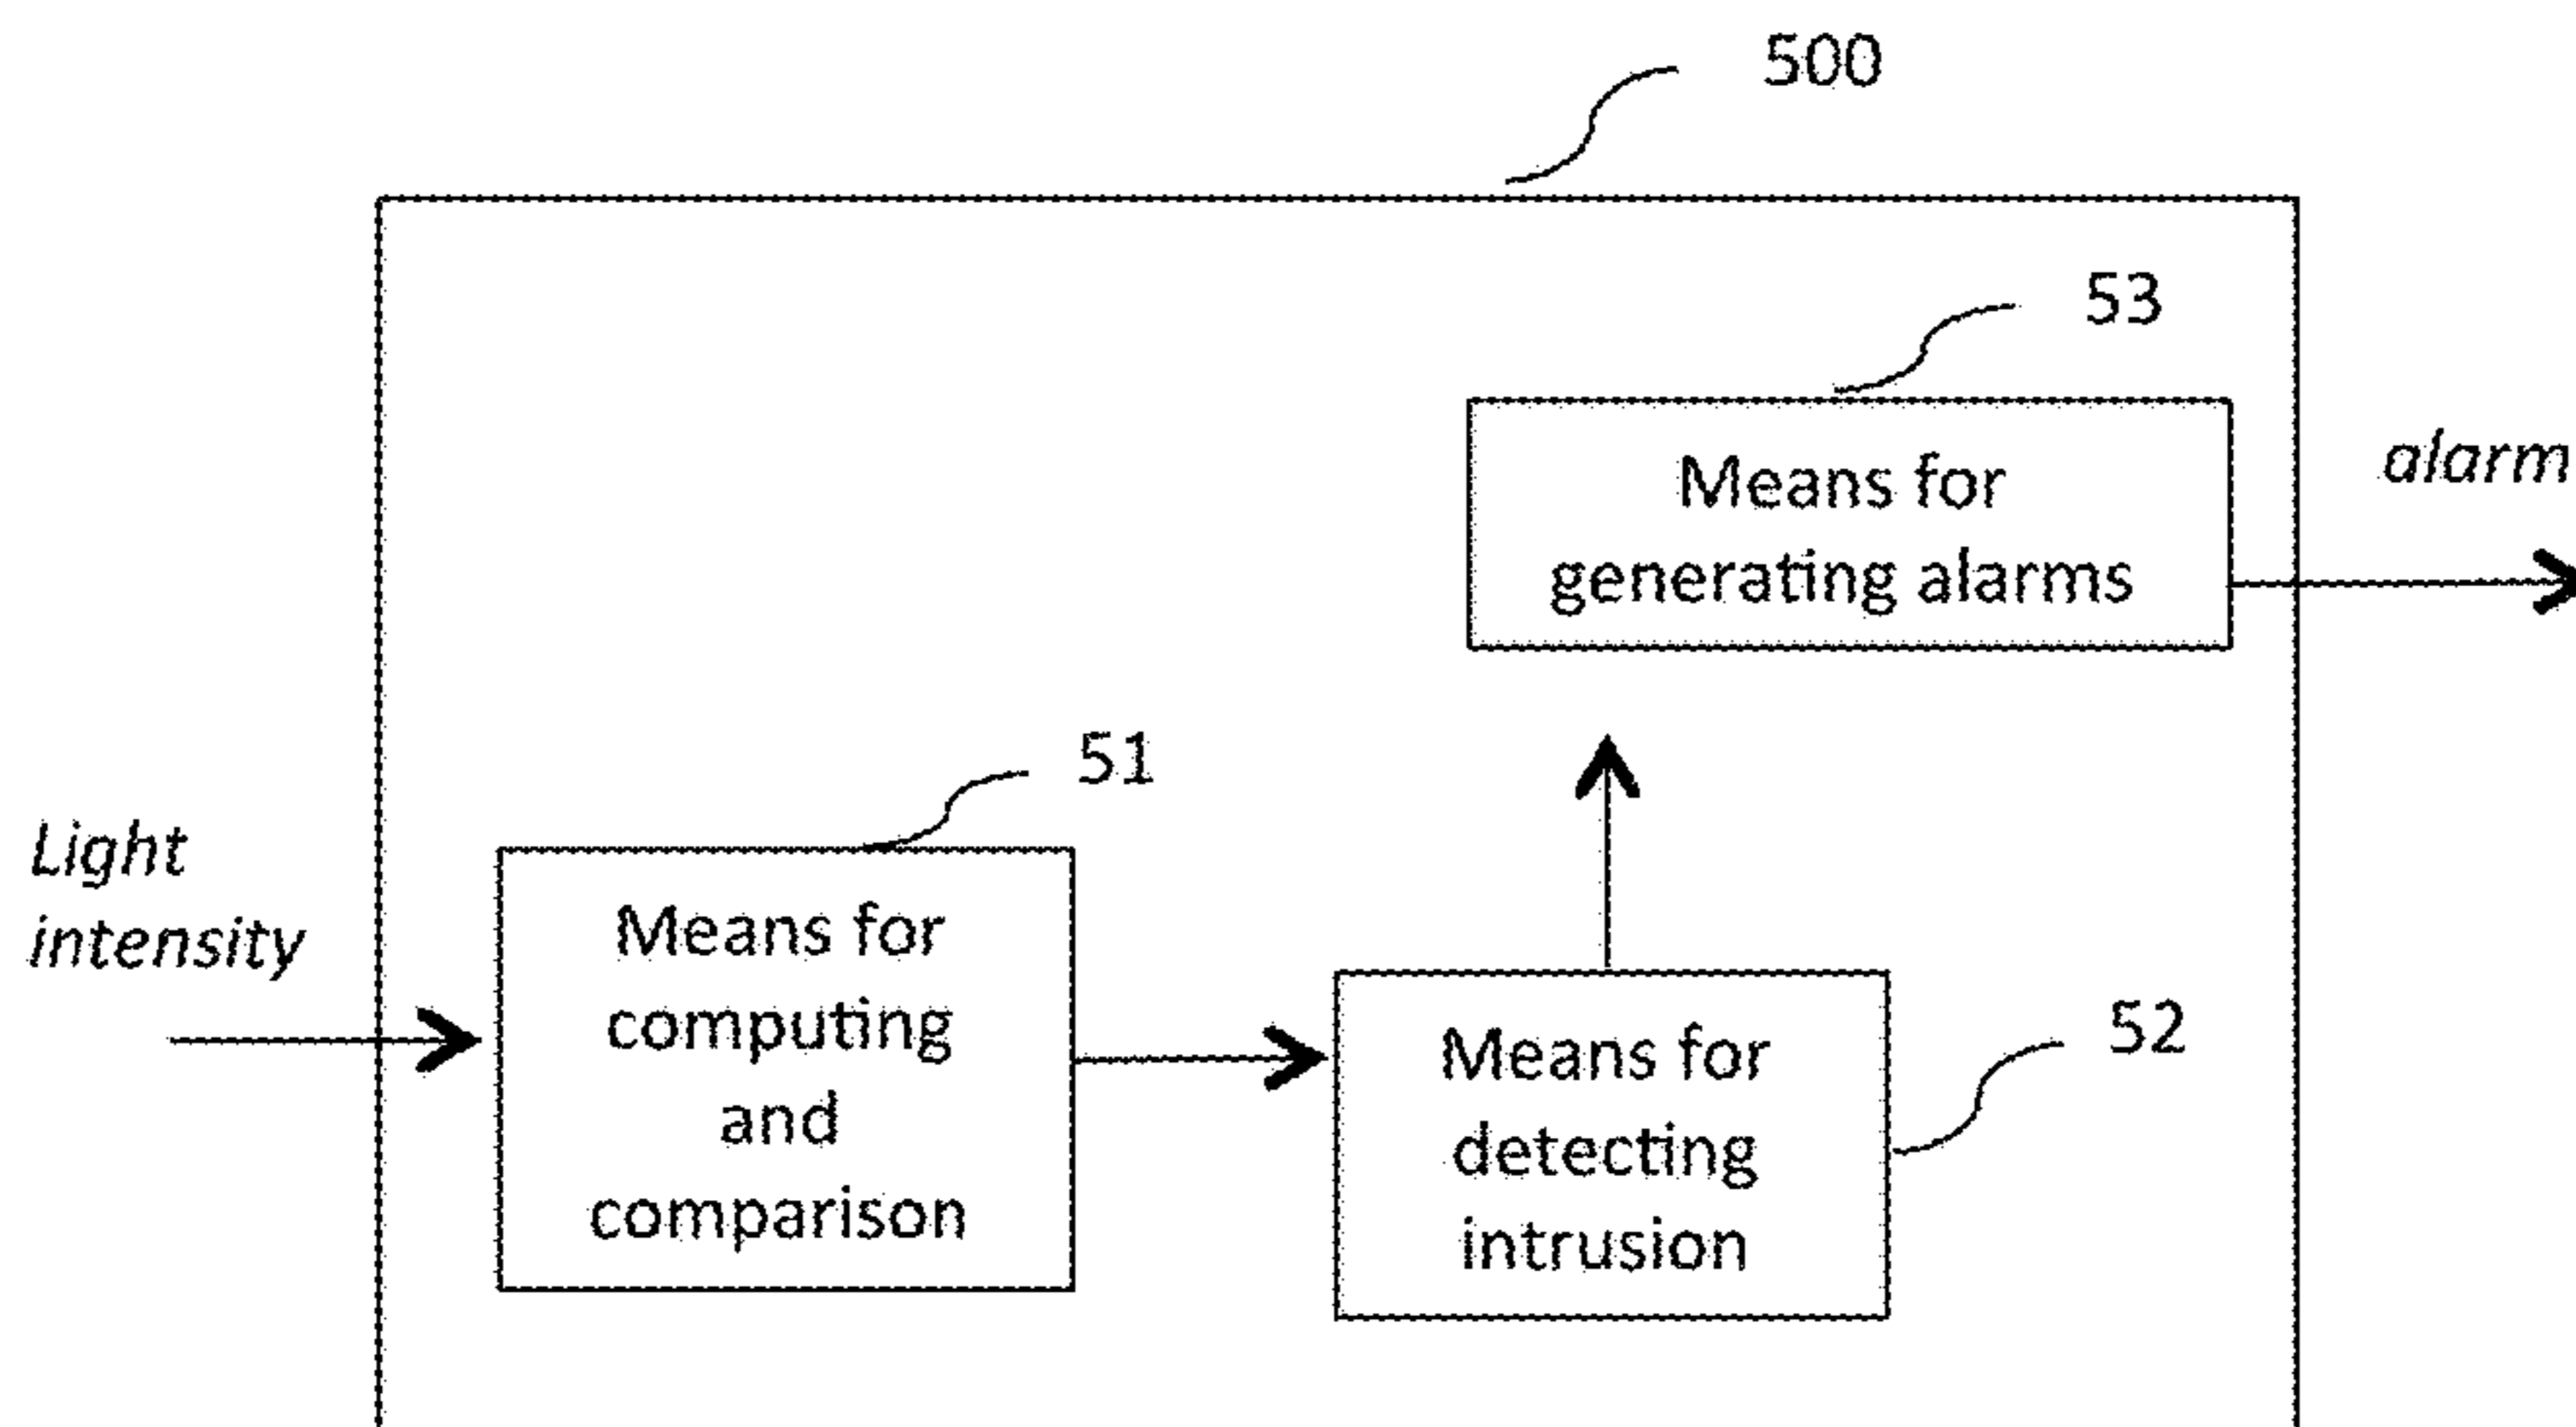 500
53
Means for
generating alarms
alarm
51
Light
intensity
Means for
computing
and
comparison
52
Means for
detecting
intrusion